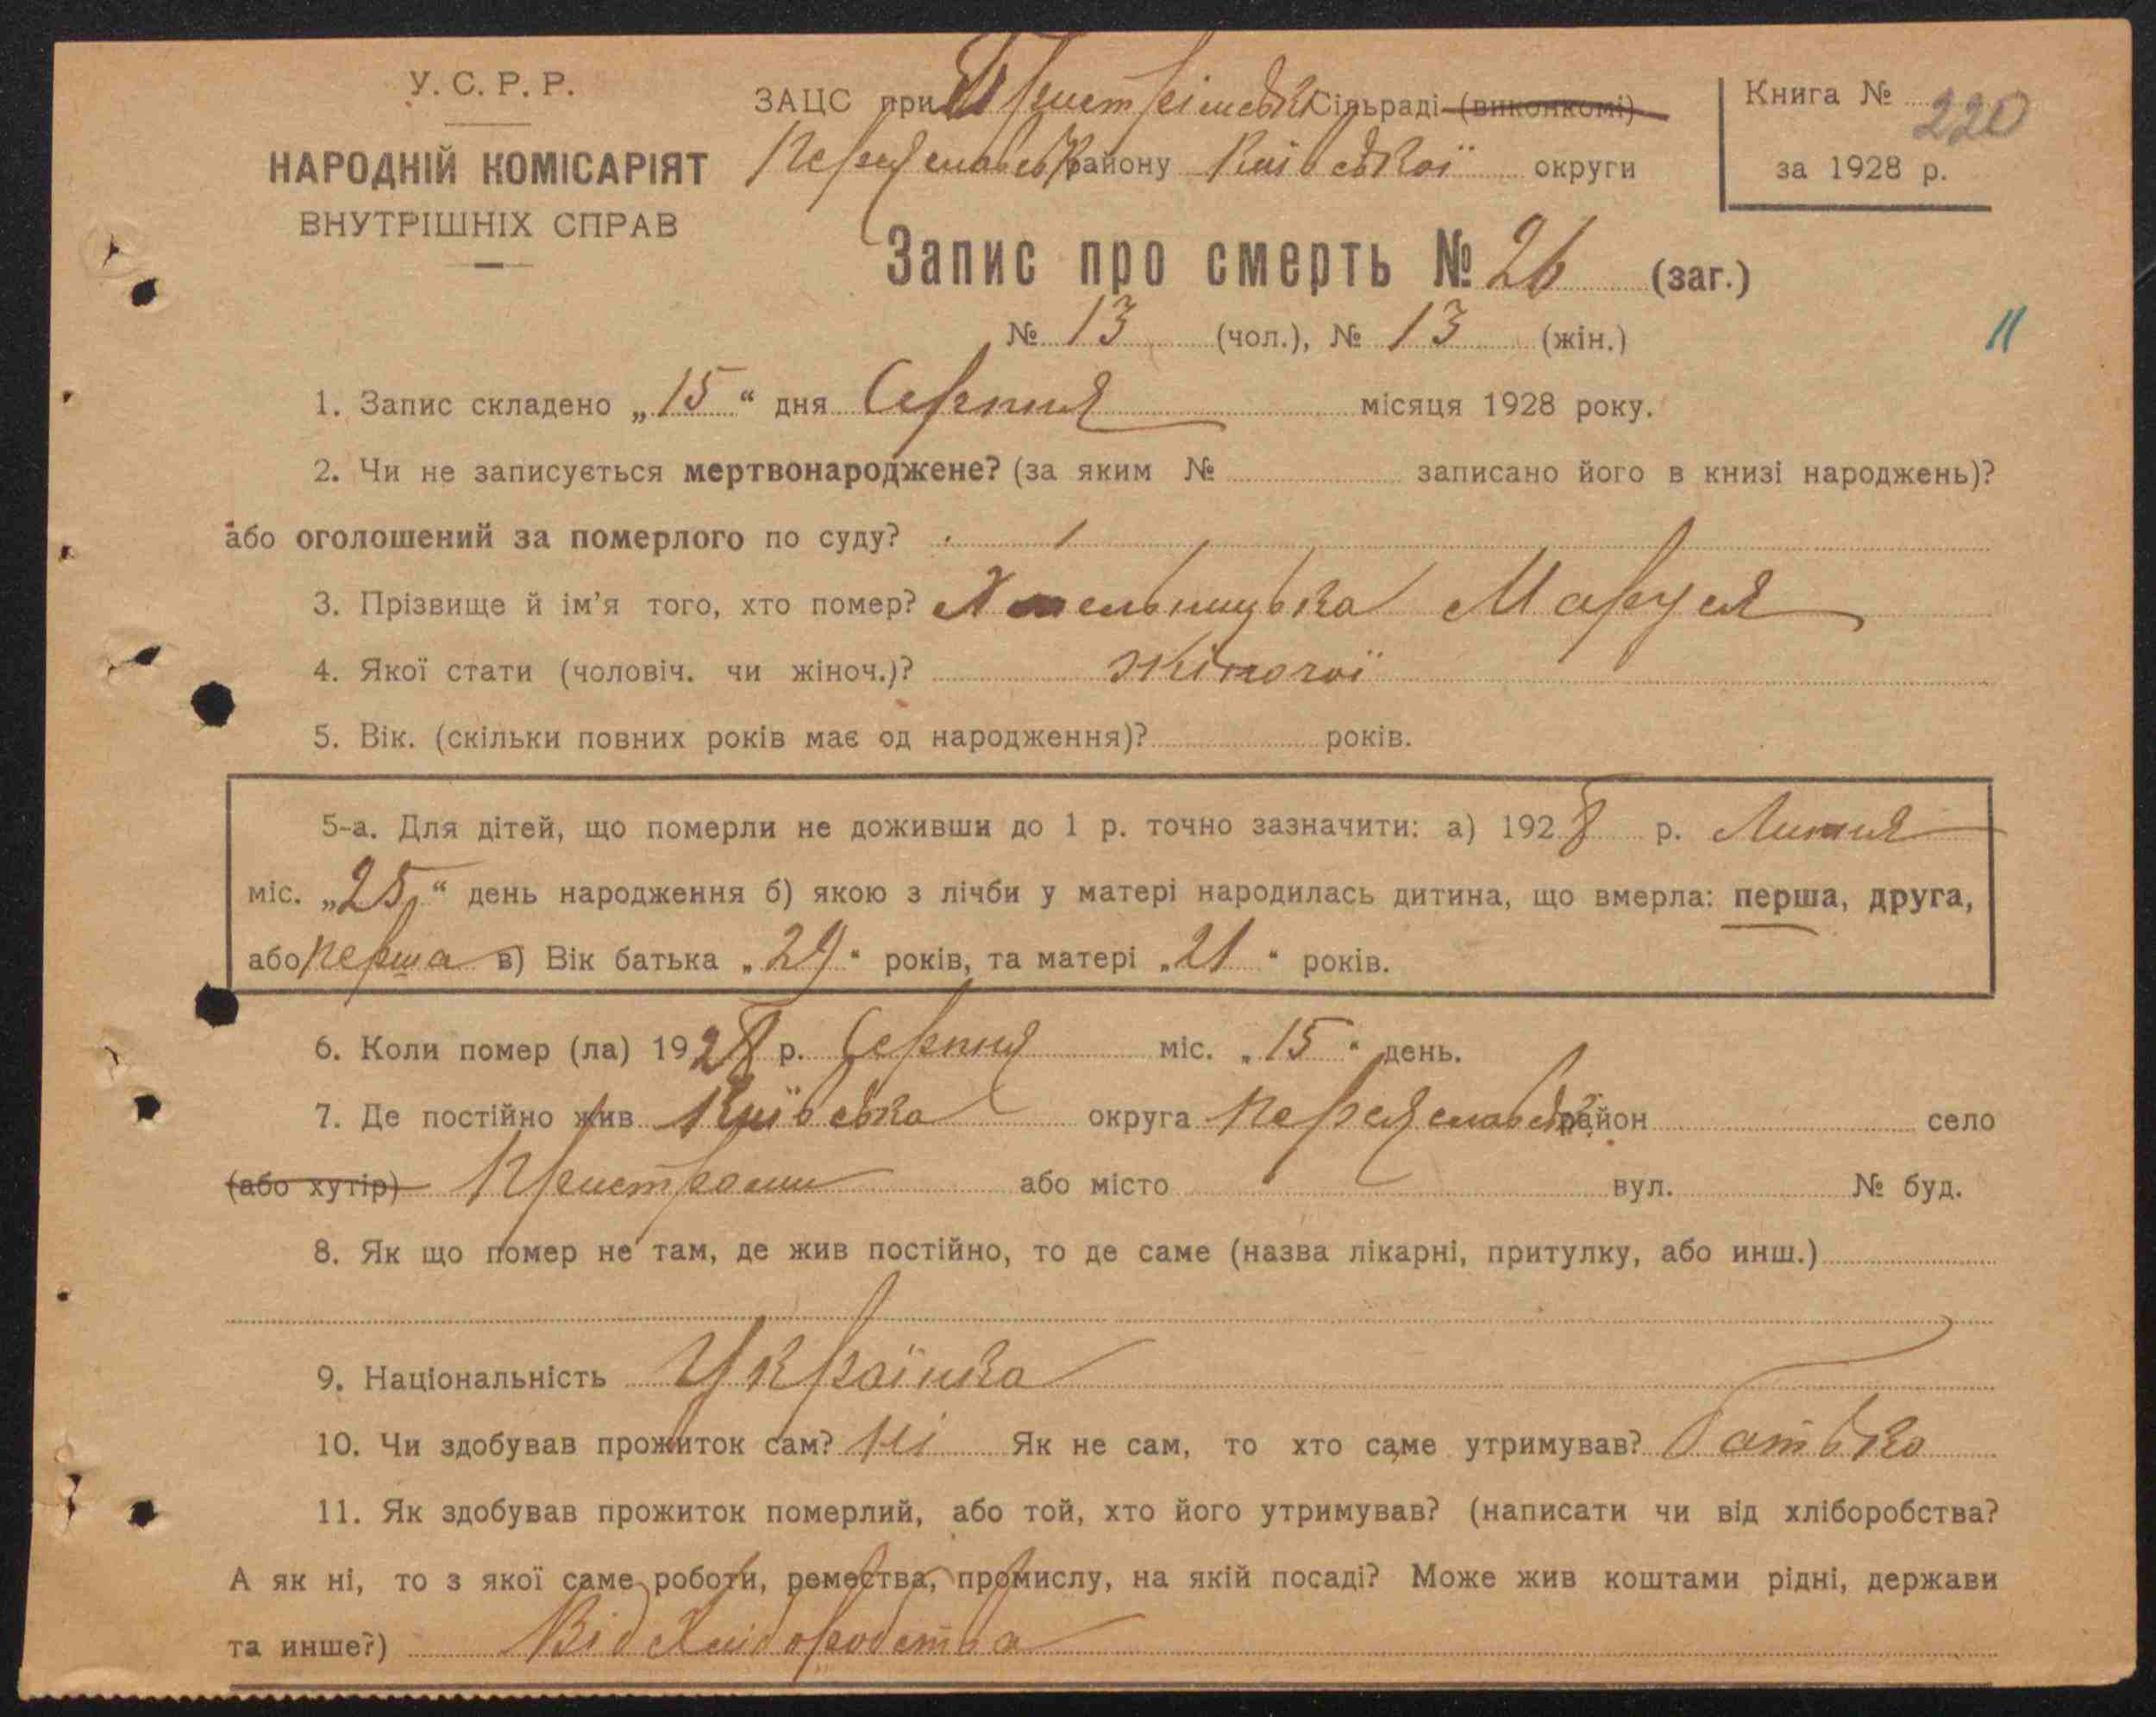 У. С. Р. Р.
НАРОДНІЙ КОМІСАРІЯТ
ВНУТРІШНІХ СПРАВ
ЗАЦС при Сільраді (виконкомі)
Переяславськ району Київської округи
Книга № 220
за 1928 р.
Запис про смерть № 26 (заг.)
№ 13 (чол.), № 13 (жін.)
11
1. Запис складено „15“ дня Серпня місяця 1928 року.
2. Чи не записується мертвонароджене? (за яким № записано його в книзі народжень)?
або оголошений за померлого по суду?
3. Прізвище й ім'я того, хто помер? Хмельницька Маруся
4. Якої стати (чоловіч. чи жіноч.)? жіночої
5. Вік. (скільки повних років має од народження)? років.
5-а. Для дітей, що померли не доживши до 1 р. точно зазначити: а) 1928 р. Липня
міс. „25“ день народження б) якою з лічби у матері народилась дитина, що вмерла: перша, друга,
або перша в) Вік батька „29“ років, та матері „21“ років.
6. Коли помер (ла) 1928 р. Серпня міс. „15“ день.
7. Де постійно жив Київська округа Переяславськ район село
(або хутір) Пристроми або місто вул. № буд.
8. Як що помер не там, де жив постійно, то де саме (назва лікарні, притулку, або инш.)
9. Національність Українка
10. Чи здобував прожиток сам? Ні Як не сам, то хто саме утримував? Батько
11. Як здобував прожиток померлий, або той, хто його утримував? (написати чи від хліборобства?
А як ні, то з якої саме роботи, ремества, промислу, на якій посаді? Може жив коштами рідні, держави
та инше?) Від Хліборобства